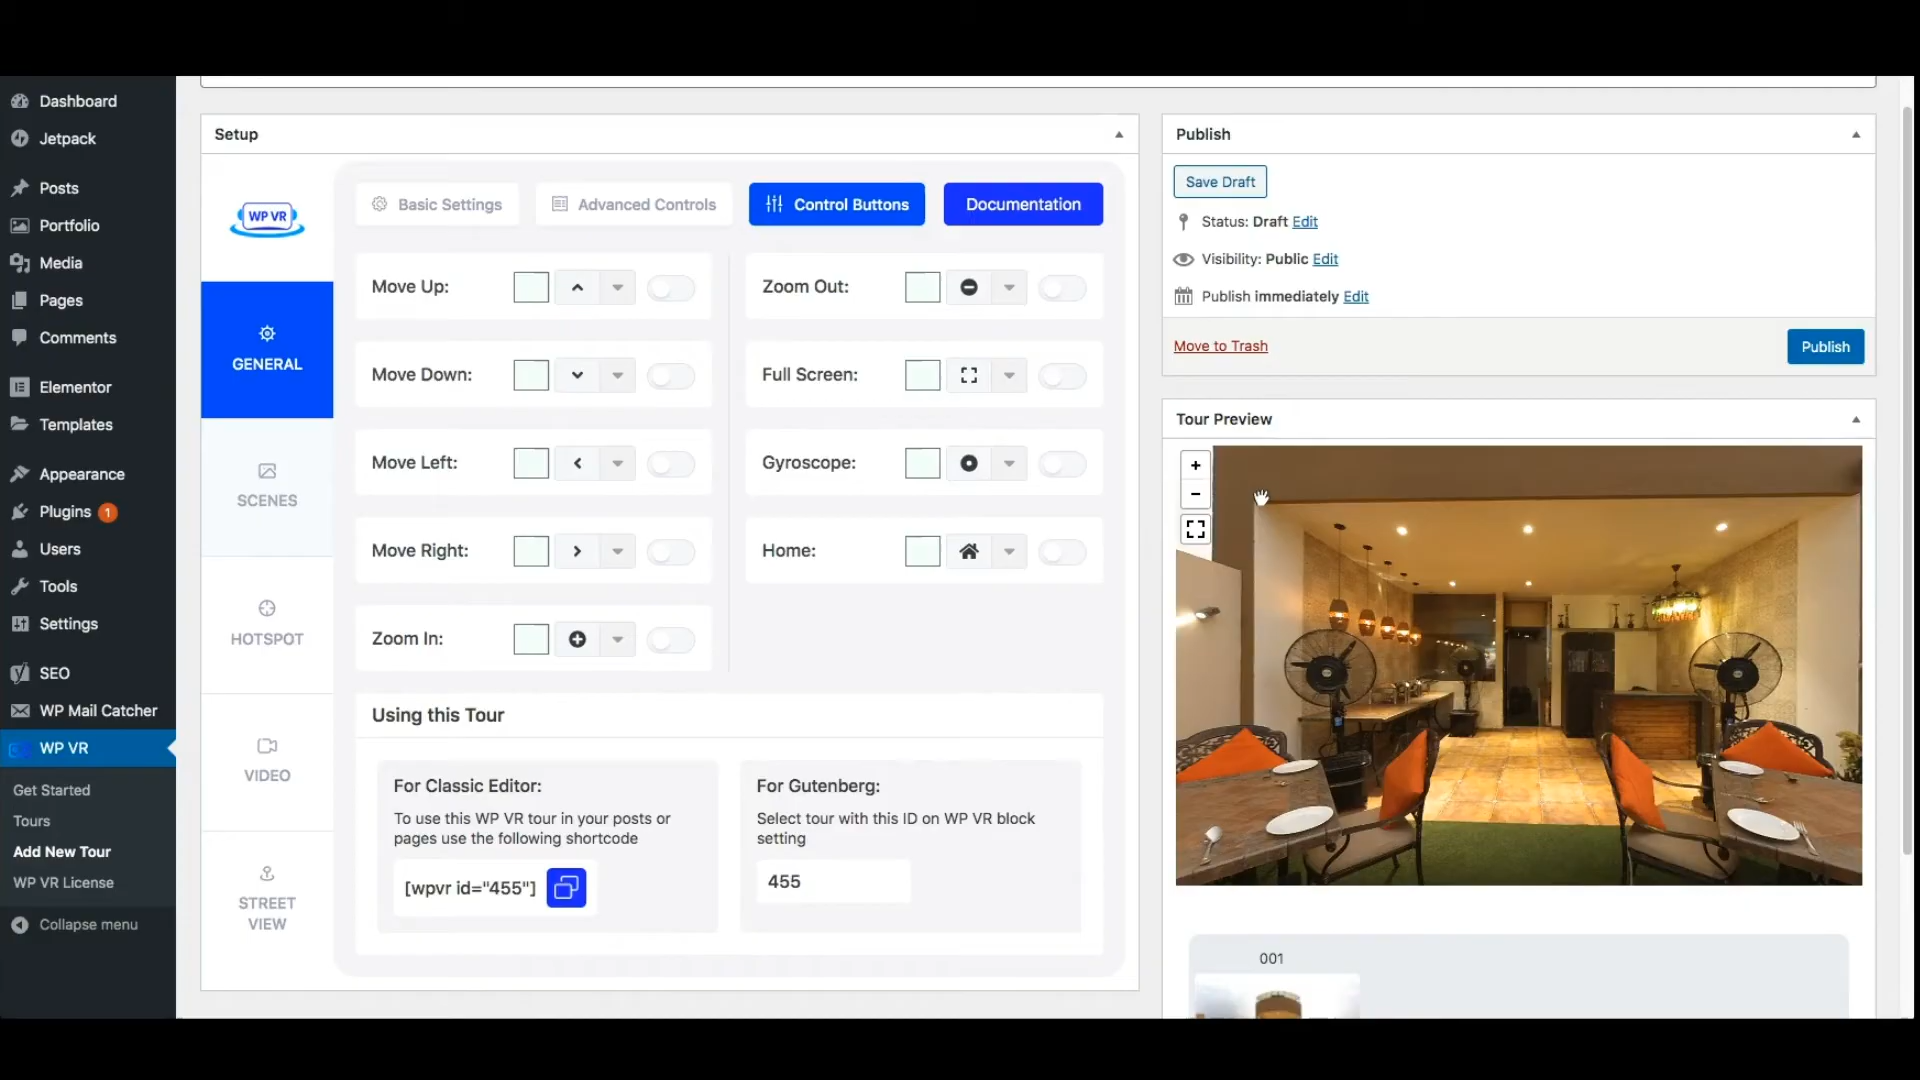 Dashboard
Jetpack
Posts
Portfolio
Media
Pages
Comments
Elementor
Templates
Appearance
Plugins 1
Users
Tools
Settings
SEO
WP Mail Catcher
WP VR
Get Started
Tours
Add New Tour
WP VR License
Collapse menu
Setup
WP VR
GENERAL
SCENES
HOTSPOT
VIDEO
STREET
VIEW
Basic Settings
Advanced Controls
Control Buttons
Documentation
Move Up:
Move Down:
Move Left:
Move Right:
Zoom In:
Zoom Out:
Full Screen:
Gyroscope:
Home:
Using this Tour
For Classic Editor:
To use this WP VR tour in your posts or
pages use the following shortcode
[wpvr id="455"]
For Gutenberg:
Select tour with this ID on WP VR block
setting
455
Publish
Save Draft
Status: Draft Edit
Visibility: Public Edit
Publish immediately Edit
Move to Trash
Publish
Tour Preview
+
−
001